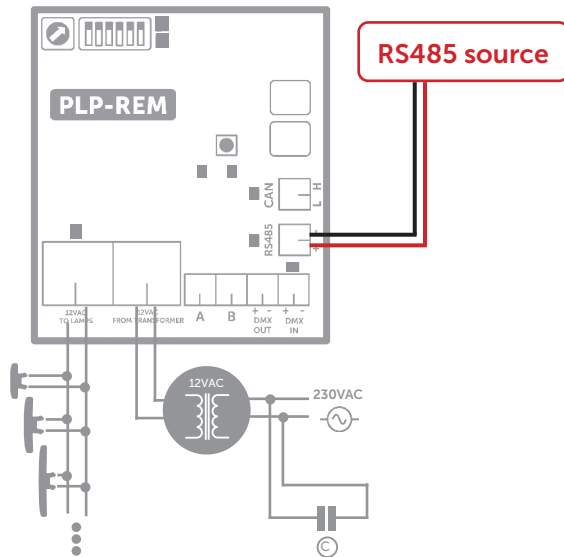 RS485 source
PLP-REM
CAN
L H
RS485
+
12VAC
TO LAMPS
12VAC
FROM TRANSFORMER
A
B
+ -
DMX
OUT
+ -
DMX
IN
12VAC
230VAC
C